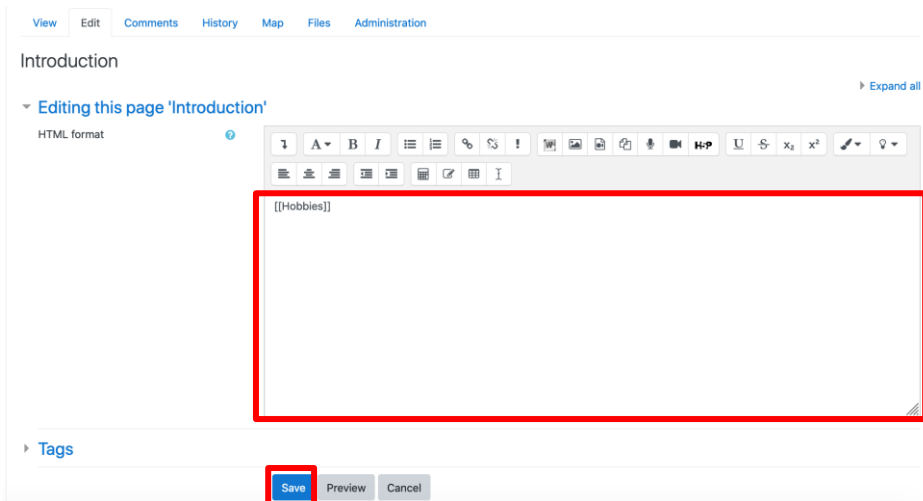 View Edit Comments History Map Files Administration
Introduction
Expand all
Editing this page 'Introduction'
HTML format
A B I ! H-P U S x₂ x²
[[Hobbies]]
Tags
Save Preview Cancel